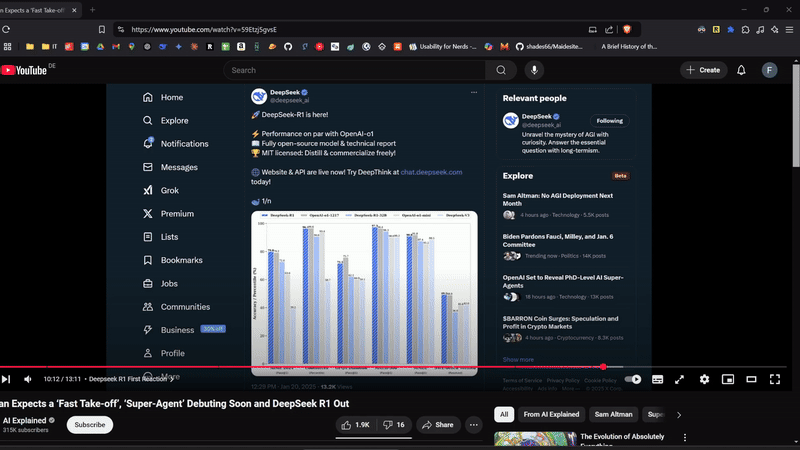 an Expects a 'Fast Take-off'
https://www.youtube.com/watch?v=59Etzj5gvsE
IT
Usability for Nerds -...
shades66/Maidesite...
A Brief History of th...
YouTube DE
Search
Create
F
Home
Explore
Notifications
Messages
Grok
Premium
Lists
Bookmarks
Jobs
Communities
Business 50% off
Profile
More
DeepSeek
@deepseek_ai
🚀 DeepSeek-R1 is here!
⚡ Performance on par with OpenAI-o1
📖 Fully open-source model & technical report
🏆 MIT licensed: Distill & commercialize freely!
🌐 Website & API are live now! Try DeepThink at chat.deepseek.com
today!
🐋 1/n
DeepSeek-R1 OpenAI-o1-1217 DeepSeek-R1-32B OpenAI-o1-mini DeepSeek-V3
Accuracy / Percentile (%)
12:29 PM · Jan 20, 2025 · 13.2K Views
Relevant people
DeepSeek
@deepseek_ai
Following
Unravel the mystery of AGI with
curiosity. Answer the essential
question with long-termism.
Explore
Beta
Sam Altman: No AGI Deployment Next
Month
4 hours ago · Technology · 5.5K posts
Biden Pardons Fauci, Milley, and Jan. 6
Committee
Trending now · Politics · 14K posts
OpenAI Set to Reveal PhD-Level AI Super-
Agents
18 hours ago · Technology · 13K posts
$BARRON Coin Surges: Speculation and
Profit in Crypto Markets
4 hours ago · Cryptocurrency · 8.3K posts
Show more
Terms of Service Privacy Policy Cookie Policy
10:12 / 13:11 • Deepseek R1 First Reaction
an Expects a 'Fast Take-off', 'Super-Agent' Debuting Soon and DeepSeek R1 Out
AI Explained
315K subscribers
Subscribe
1.9K
16
Share
All
From AI Explained
Sam Altman
Supe
The Evolution of Absolutely
Everything